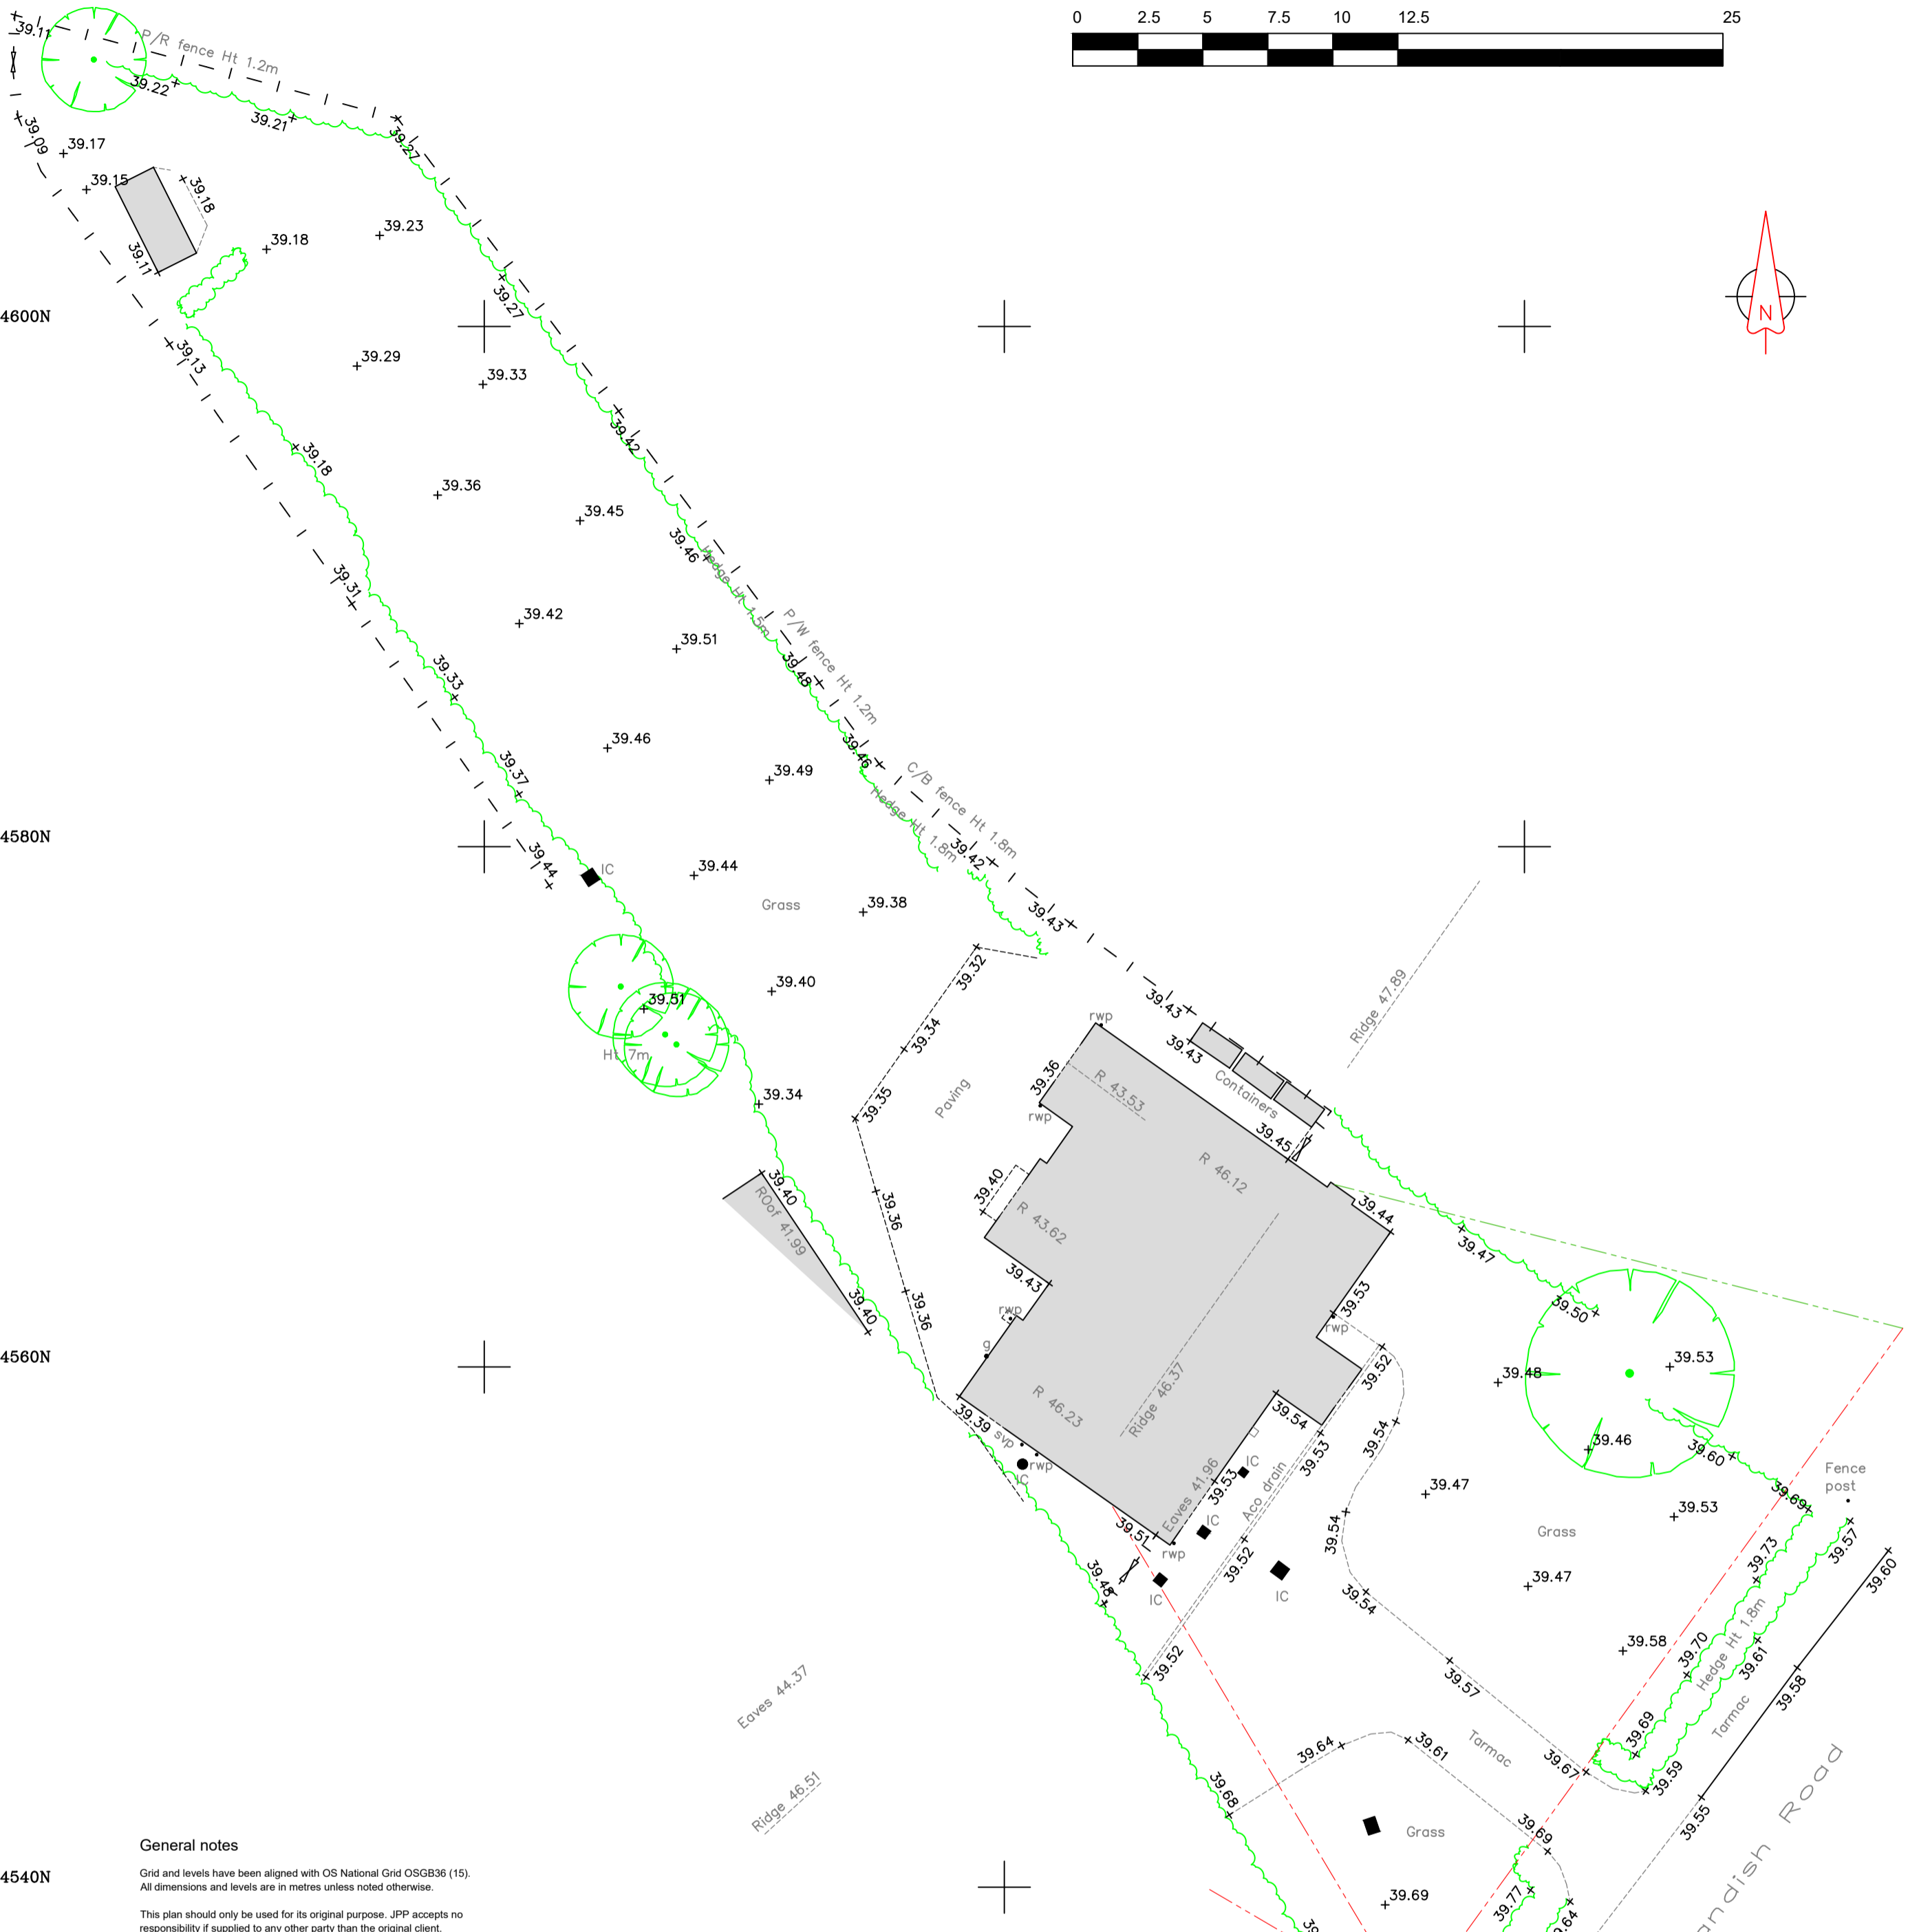 0 2.5 5 7.5 10 12.5 25
39.11
P/R fence Ht 1.2m
39.22
39.21
39.27
39.09
39.17
39.15
39.18
39.11
39.18
39.23
39.27
N
4600N
39.13
39.29
39.33
39.42
39.18
39.36
39.45
39.46
Hedge Ht 1.5m
39.31
39.42
39.51
P/W fence Ht 1.2m
39.48
39.33
39.46
39.46
39.37
39.49
C/B fence Ht 1.8m
Hedge Ht 1.8m
4580N
39.42
39.44
IC
39.44
Grass
39.38
39.43
39.32
39.40
39.51
Ht 7m
39.43
Ridge 47.89
rwp
39.34
39.43
39.36
R 43.53
Containers
Paving
39.35
39.34
rwp
39.45
R 46.12
39.40
39.40
ROof 41.99
39.36
R 43.62
39.44
39.47
39.43
39.40
39.36
rwp
39.53
rwp
39.50
g
4560N
39.52
39.48
39.53
Ridge 46.37
R 46.23
39.39
svp
rwp
IC
39.54
39.54
39.53
39.46
39.60
IC
Eaves 41.96
39.53
Aco drain
39.47
Fence
post
39.69
39.53
39.51
rwp
IC
39.54
Grass
39.57
39.52
39.73
39.60
39.48
IC
IC
39.54
39.47
Hedge Ht 1.8m
39.58
39.70
39.61
39.52
39.57
39.58
Eaves 44.37
Tarmac
39.69
39.64
39.61
Tarmac
39.67
39.59
Ridge 46.51
39.68
39.55
Grass
39.69
andish Road
General notes
4540N
Grid and levels have been aligned with OS National Grid OSGB36 (15).
All dimensions and levels are in metres unless noted otherwise.
39.69
39.77
This plan should only be used for its original purpose. JPP accepts no
responsibility if supplied to any other party than the original client.